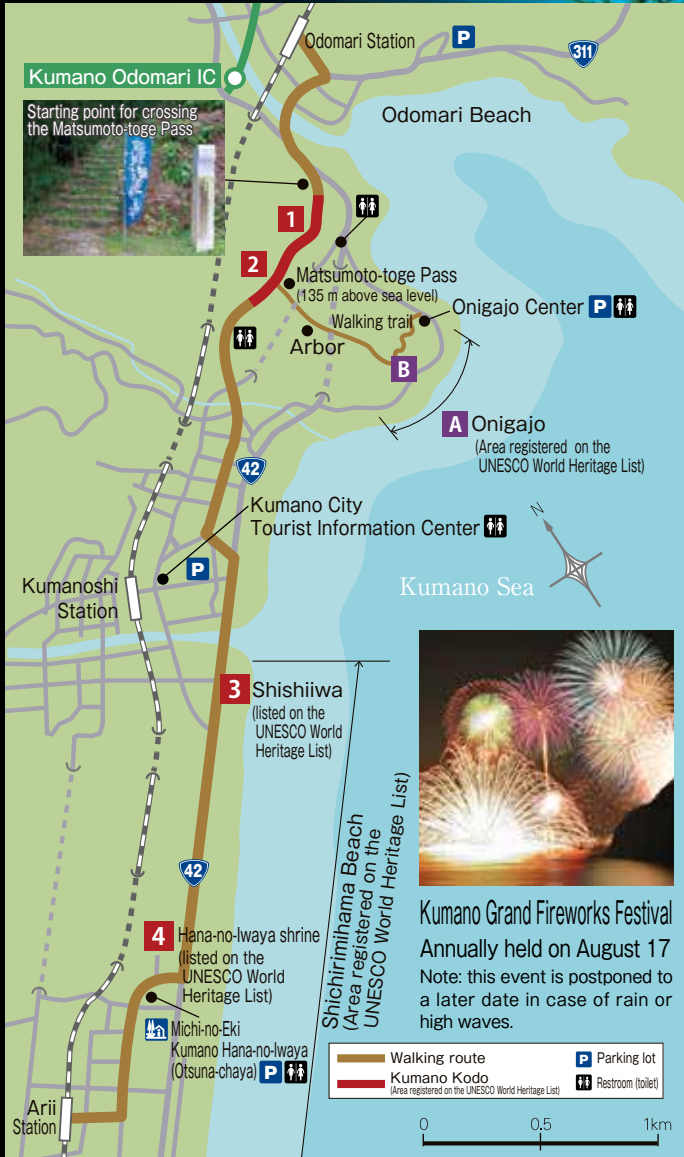 Odomari Station
P
311
Kumano Odomari IC
Starting point for crossing
the Matsumoto-toge Pass
Odomari Beach
1
2
Matsumoto-toge Pass
(135 m above sea level)
Walking trail
Onigajo Center P
Arbor
B
A Onigajo
(Area registered on the
UNESCO World Heritage List)
42
Kumano City
Tourist Information Center
N
P
Kumanoshi
Station
Kumano Sea
3 Shishiiwa
(listed on the
UNESCO World
Heritage List)
Shichirimihama Beach
(Area registered on the
UNESCO World Heritage List)
42
4 Hana-no-Iwaya shrine
(listed on the
UNESCO World
Heritage List)
Michi-no-Eki
Kumano Hana-no-Iwaya
(Otsuna-chaya) P
Arii
Station
Kumano Grand Fireworks Festival
Annually held on August 17
Note: this event is postponed to
a later date in case of rain or
high waves.
Walking route
P Parking lot
Kumano Kodo
(Area registered on the UNESCO World Heritage List)
Restroom (toilet)
0 0.5 1km